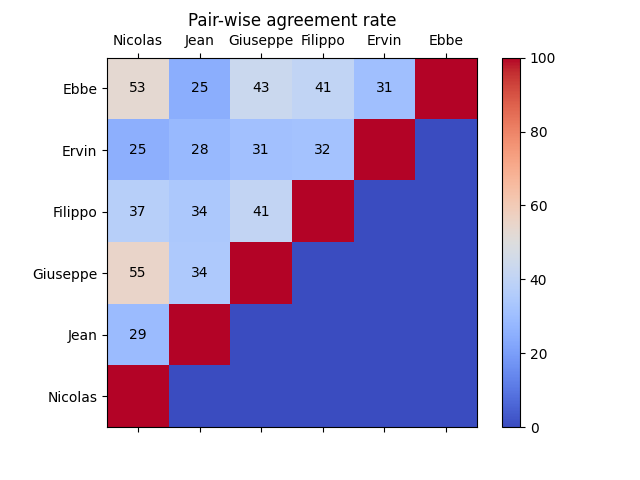 Pair-wise agreement rate
Nicolas Jean Giuseppe Filippo Ervin Ebbe
Ebbe 53 25 43 41 31
Ervin 25 28 31 32
Filippo 37 34 41
Giuseppe 55 34
Jean 29
Nicolas
100
80
60
40
20
0